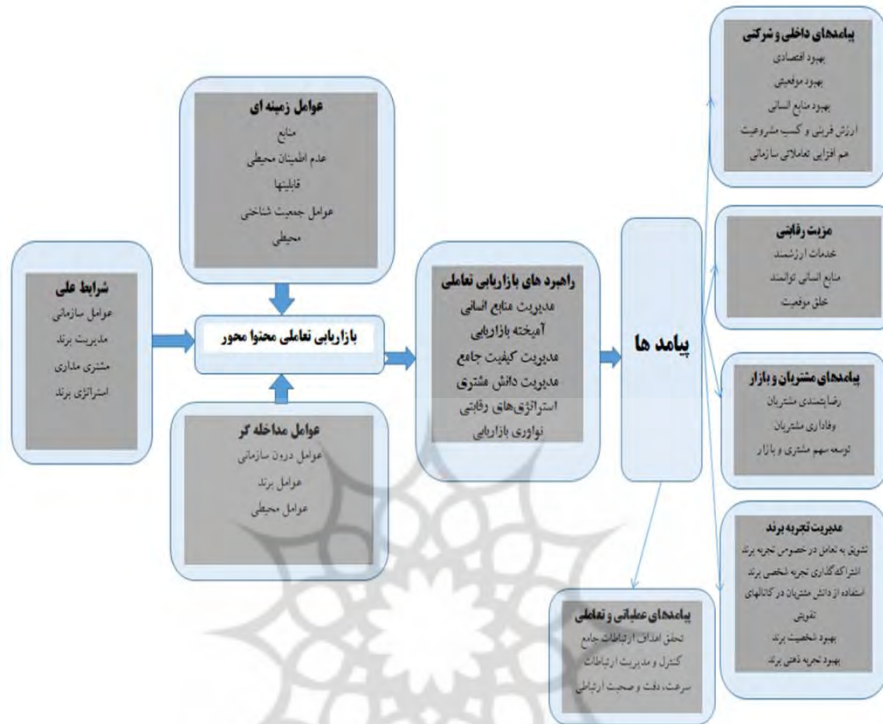 شرایط علی
عوامل سازمانی
مدیریت برند
مشتری مداری
استراتژی برند
عوامل زمینه ای
منابع
عدم اطمینان محیطی
قابلیتها
عوامل جمعیت شناختی
محیطی
بازاریابی تعاملی محتوا محور
عوامل مداخله گر
عوامل درون سازمانی
عوامل برند
عوامل محیطی
راهبرد های بازاریابی تعاملی
مدیریت منابع انسانی
آمیخته بازاریابی
مدیریت کیفیت جامع
مدیریت دانش مشتری
استراتژی‌های رقابتی
نواوری بازاریابی
پیامد ها
پیامدهای داخلی و شرکتی
بهبود اقتصادی
بهبود موقعیتی
بهبود منابع انسانی
ارزش فرینی و کسب مشروعیت
هم افزایی تعاملاتی سازمانی
مزیت رقابتی
خدمات ارزشمند
منابع انسانی توانمند
خلق موقعیت
پیامدهای مشتریان و بازار
رضایتمندی مشتریان
وفاداری مشتریان
توسعه سهم مشتری و بازار
مدیریت تجربه برند
تشویق به تعامل در خصوص تجربه برند
اشتراک گذاری تجربه شخصی برند
استفاده از دانش مشتریان در کانالهای
تقویتی
بهبود شخصیت برند
بهبود تجربه ذهنی برند
پیامدهای عملیاتی و تعاملی
تحقق اهداف ارتباطات جامع
کنترل و مدیریت ارتباطات
سرعت، دقت و صحبت ارتباطی